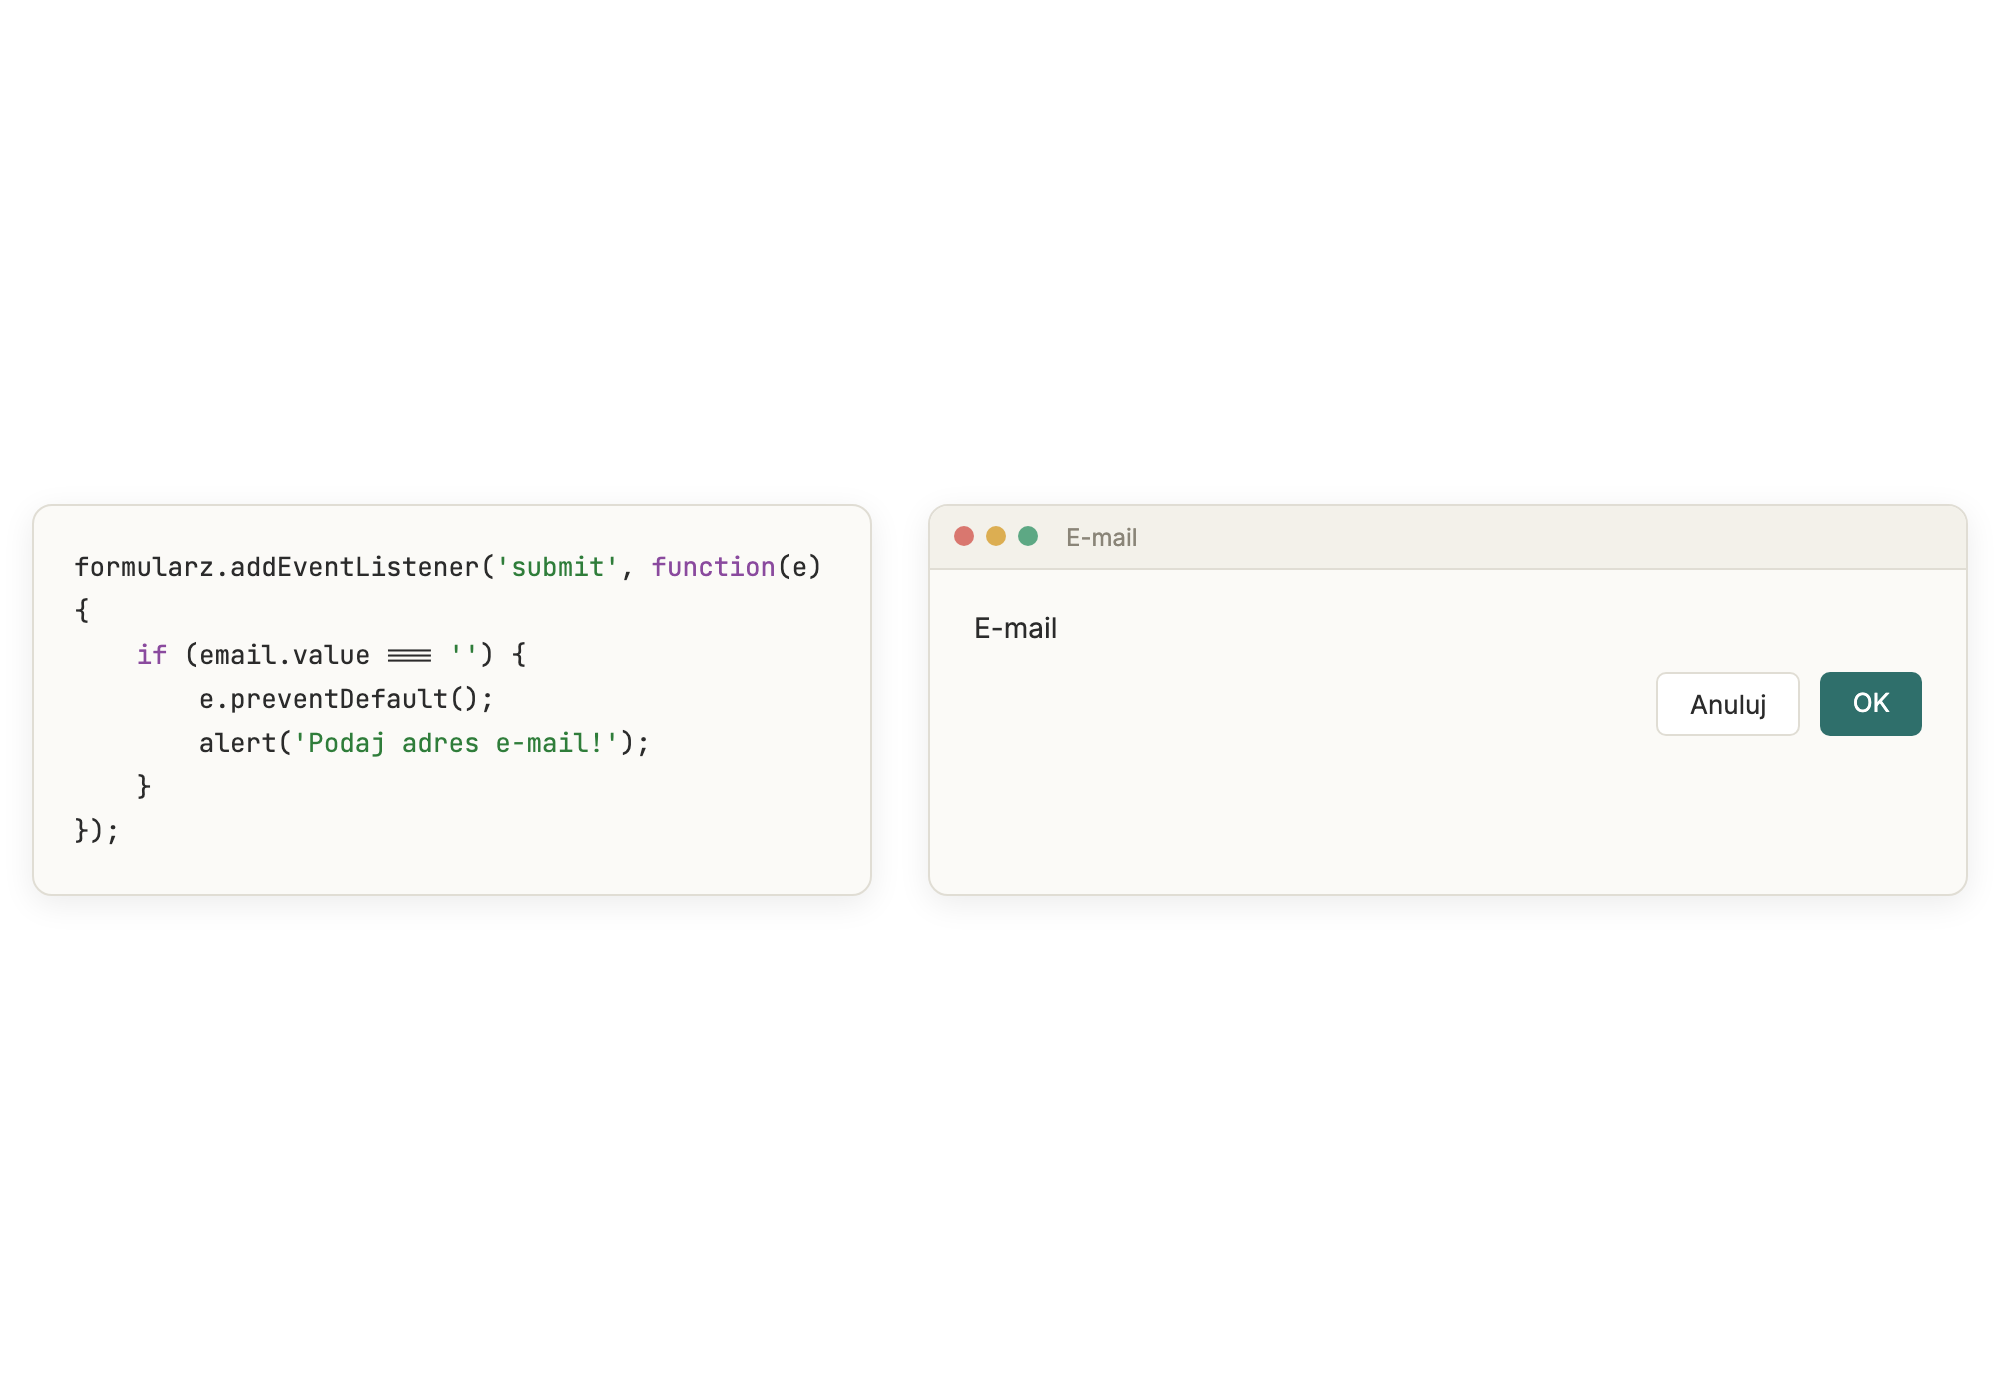 formularz.addEventListener('submit', function(e)
{
    if (email.value === '') {
        e.preventDefault();
        alert('Podaj adres e-mail!');
    }
});
E-mail
E-mail
Anuluj
OK